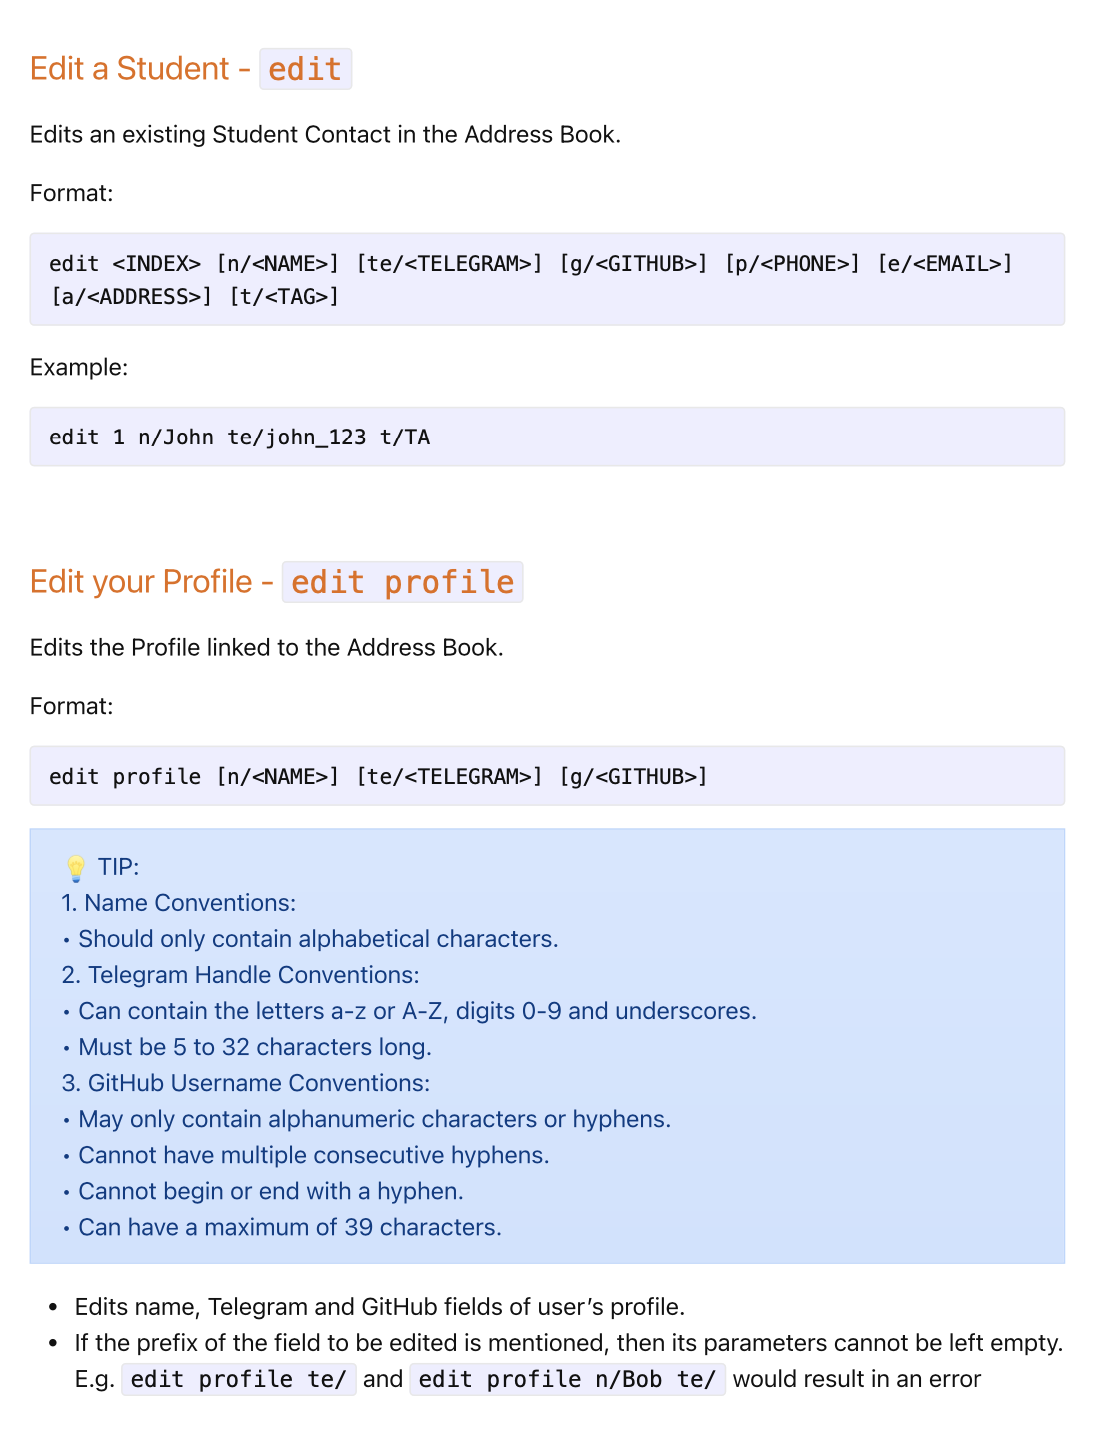 Edit a Student - edit
Edits an existing Student Contact in the Address Book.
Format:
edit <INDEX> [n/<NAME>] [te/<TELEGRAM>] [g/<GITHUB>] [p/<PHONE>] [e/<EMAIL>]
[a/<ADDRESS>] [t/<TAG>]
Example:
edit 1 n/John te/john_123 t/TA
Edit your Profile - edit profile
Edits the Profile linked to the Address Book.
Format:
edit profile [n/<NAME>] [te/<TELEGRAM>] [g/<GITHUB>]
💡 TIP:
1. Name Conventions:
• Should only contain alphabetical characters.
2. Telegram Handle Conventions:
• Can contain the letters a-z or A-Z, digits 0-9 and underscores.
• Must be 5 to 32 characters long.
3. GitHub Username Conventions:
• May only contain alphanumeric characters or hyphens.
• Cannot have multiple consecutive hyphens.
• Cannot begin or end with a hyphen.
• Can have a maximum of 39 characters.
• Edits name, Telegram and GitHub fields of user’s profile.
• If the prefix of the field to be edited is mentioned, then its parameters cannot be left empty.
E.g. edit profile te/ and edit profile n/Bob te/ would result in an error